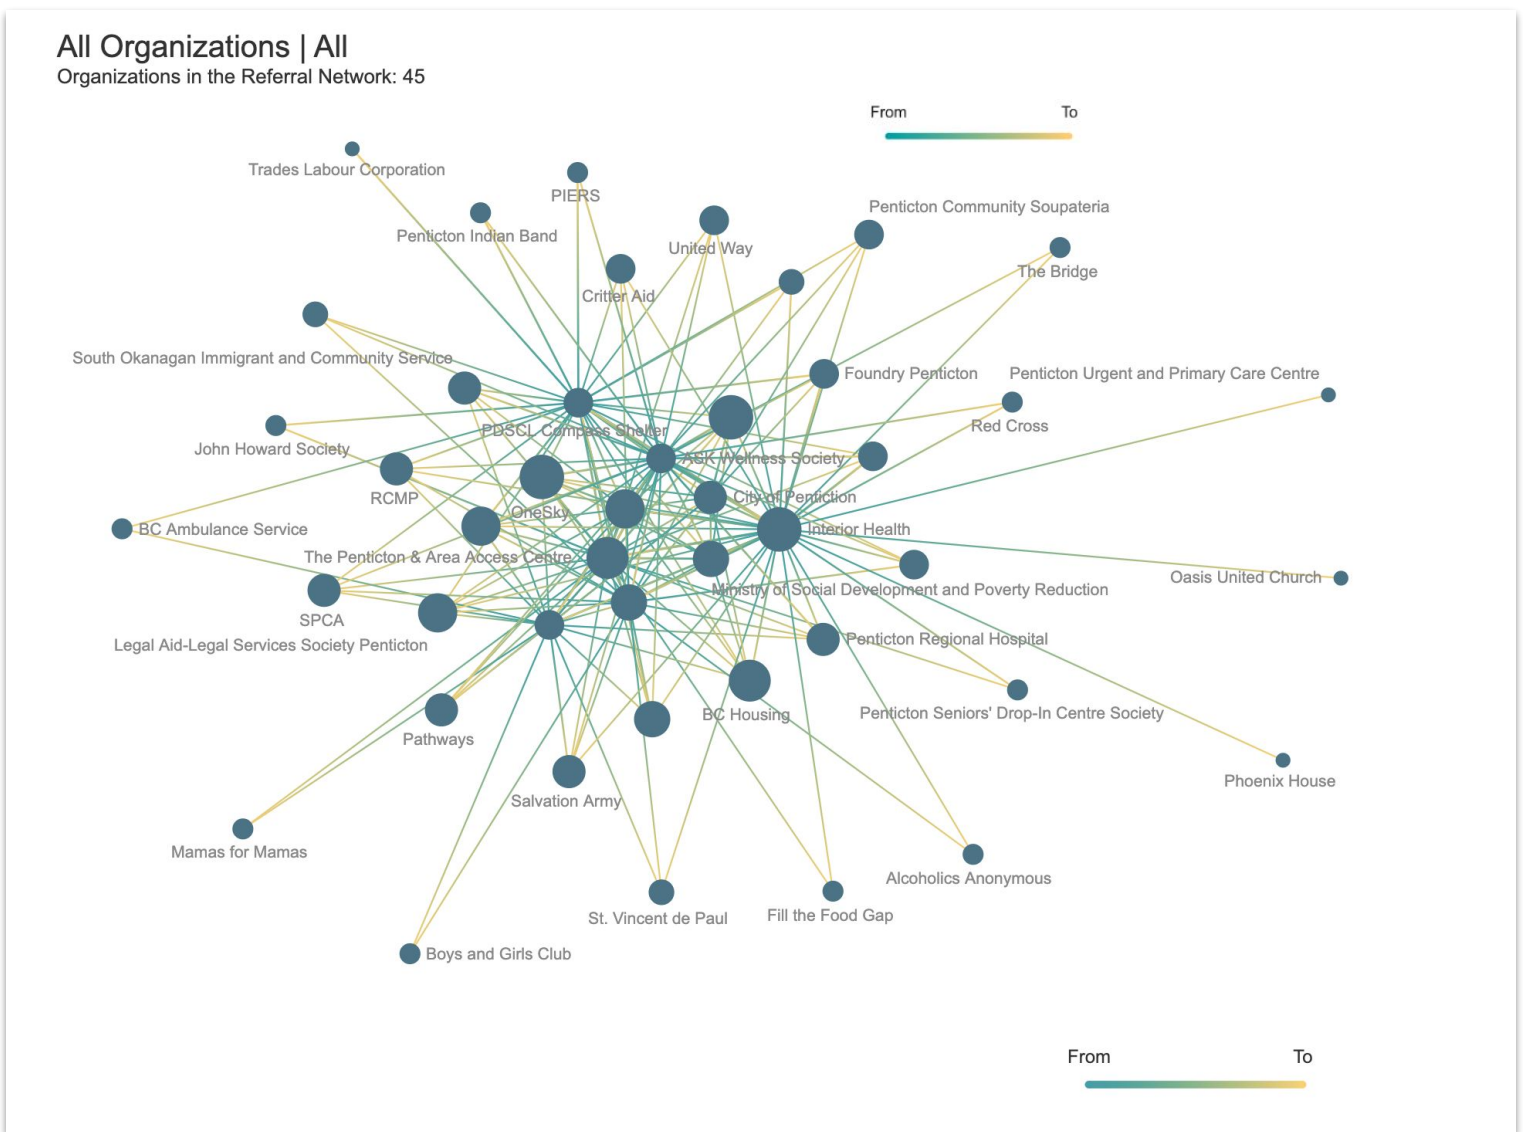 All Organizations | All
Organizations in the Referral Network: 45
From To
Trades Labour Corporation
PIERS
Penticton Indian Band
United Way
Penticton Community Soupateria
The Bridge
Critter Aid
South Okanagan Immigrant and Community Service
Foundry Penticton
Penticton Urgent and Primary Care Centre
Red Cross
PDSCL Compass Shelter
John Howard Society
ASK Wellness Society
RCMP
City of Pentiction
OneSky
BC Ambulance Service
Interior Health
The Penticton & Area Access Centre
Oasis United Church
Ministry of Social Development and Poverty Reduction
SPCA
Legal Aid-Legal Services Society Penticton
Penticton Regional Hospital
BC Housing
Penticton Seniors' Drop-In Centre Society
Pathways
Phoenix House
Salvation Army
Mamas for Mamas
Alcoholics Anonymous
St. Vincent de Paul
Fill the Food Gap
Boys and Girls Club
From To